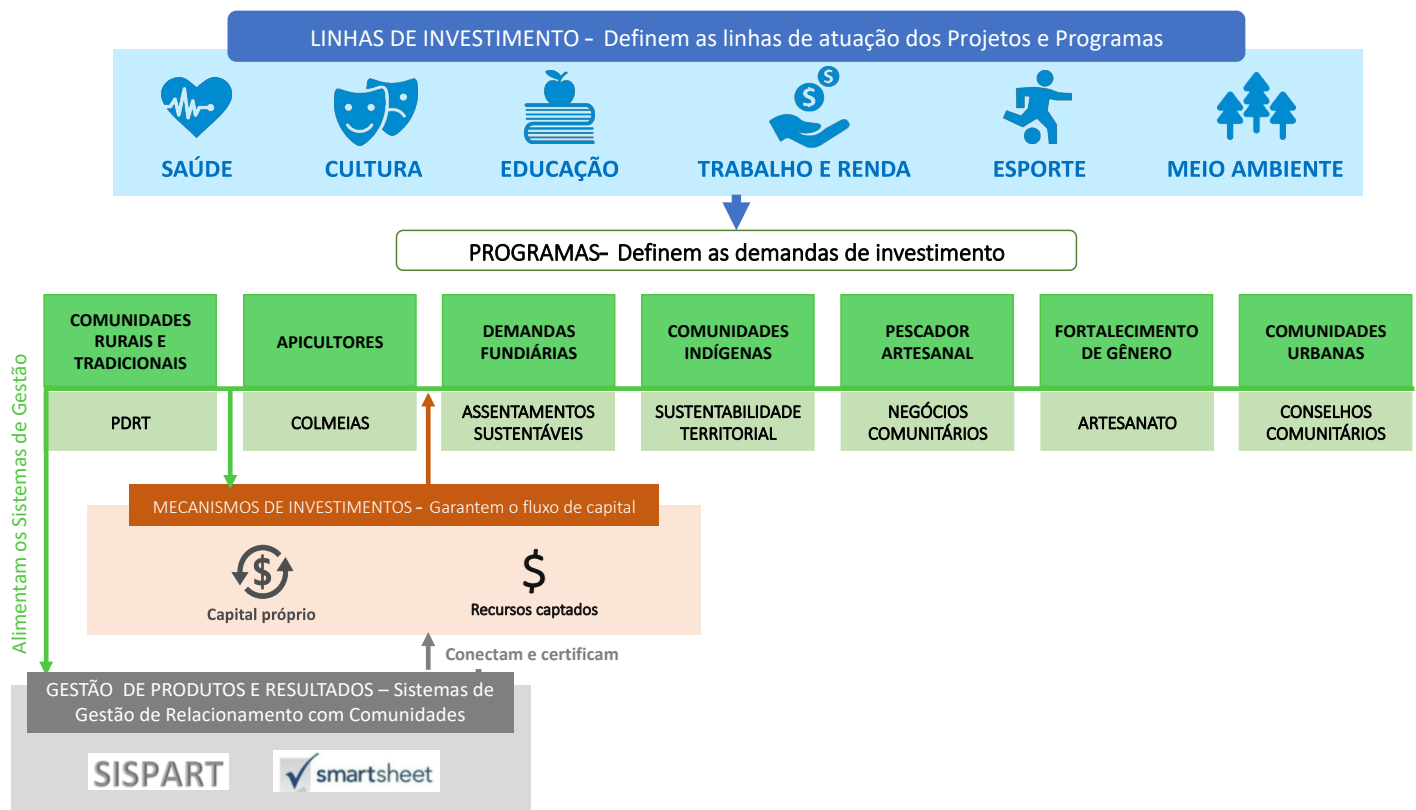 LINHAS DE INVESTIMENTO - Definem as linhas de atuação dos Projetos e Programas
SAÚDE
CULTURA
EDUCAÇÃO
TRABALHO E RENDA
ESPORTE
MEIO AMBIENTE
PROGRAMAS- Definem as demandas de investimento
COMUNIDADES
RURAIS E
TRADICIONAIS
APICULTORES
DEMANDAS
FUNDIÁRIAS
COMUNIDADES
INDÍGENAS
PESCADOR
ARTESANAL
FORTALECIMENTO
DE GÊNERO
COMUNIDADES
URBANAS
PDRT
COLMEIAS
ASSENTAMENTOS
SUSTENTÁVEIS
SUSTENTABILIDADE
TERRITORIAL
NEGÓCIOS
COMUNITÁRIOS
ARTESANATO
CONSELHOS
COMUNITÁRIOS
Alimentam os Sistemas de Gestão
MECANISMOS DE INVESTIMENTOS - Garantem o fluxo de capital
$
$
Capital próprio
Recursos captados
Conectam e certificam
GESTÃO DE PRODUTOS E RESULTADOS – Sistemas de
Gestão de Relacionamento com Comunidades
SISPART
smartsheet